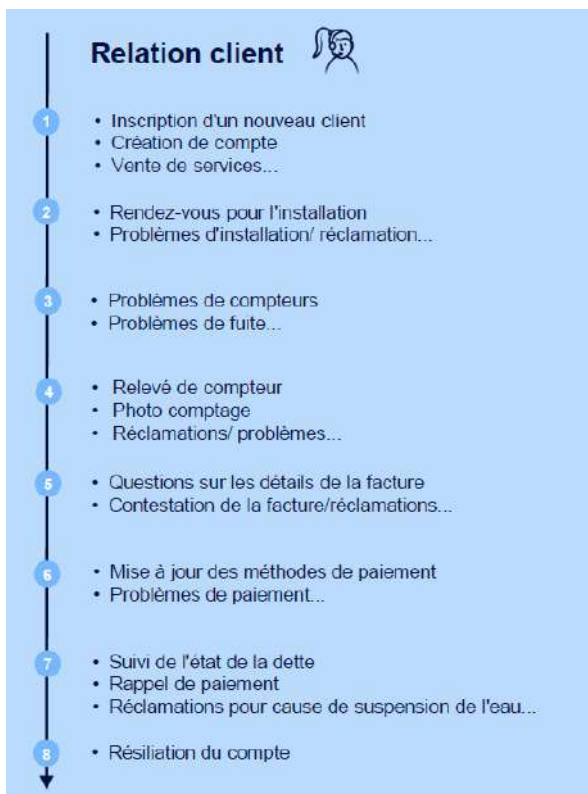 Relation client
1
• Inscription d'un nouveau client
• Création de compte
• Vente de services...
2
• Rendez-vous pour l'installation
• Problèmes d'installation/ réclamation...
3
• Problèmes de compteurs
• Problèmes de fuite...
4
• Relevé de compteur
• Photo comptage
• Réclamations/ problèmes...
5
• Questions sur les détails de la facture
• Contestation de la facture/réclamations...
6
• Mise à jour des méthodes de paiement
• Problèmes de paiement...
7
• Suivi de l'état de la dette
• Rappel de paiement
• Réclamations pour cause de suspension de l'eau...
8
• Résiliation du compte